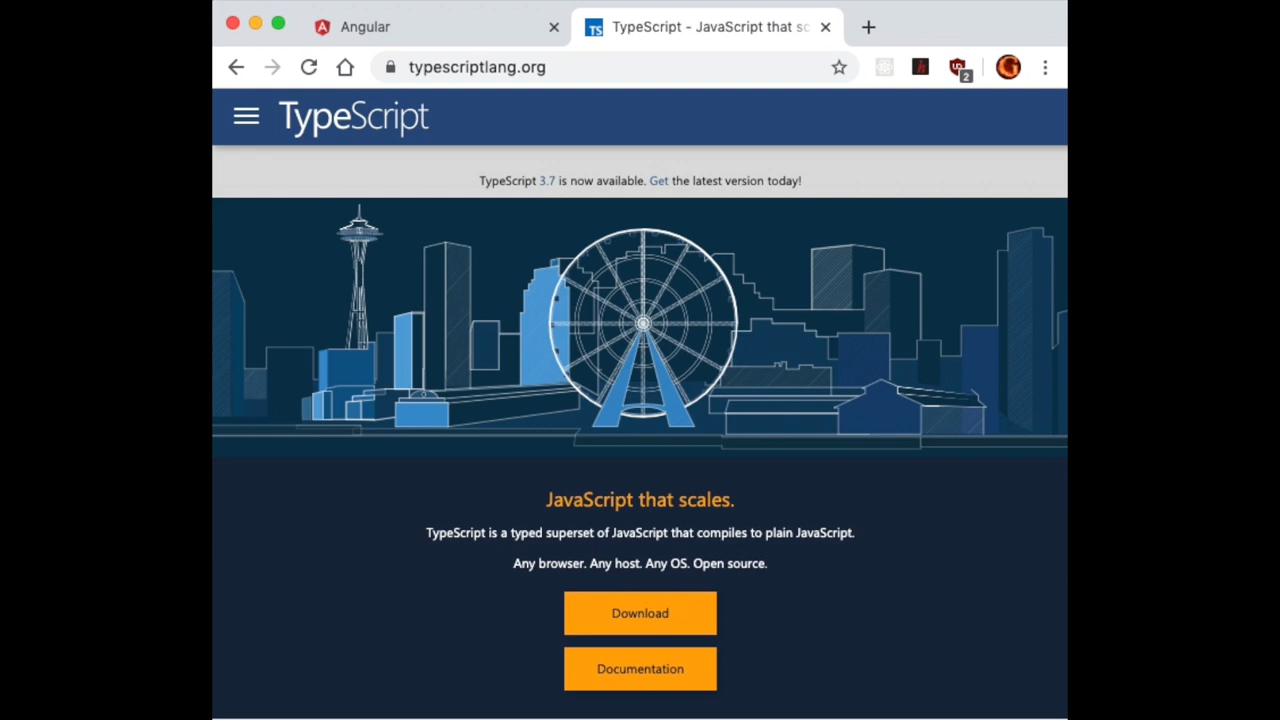 Angular
TypeScript - JavaScript that sc
typescriptlang.org
2
TypeScript
TypeScript 3.7 is now available. Get the latest version today!
JavaScript that scales.
TypeScript is a typed superset of JavaScript that compiles to plain JavaScript.
Any browser. Any host. Any OS. Open source.
Download
Documentation